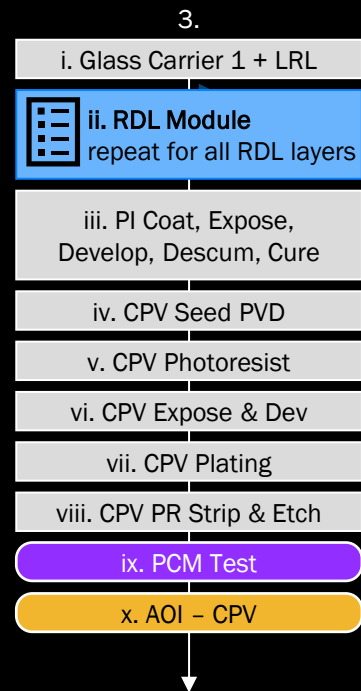 3.
i. Glass Carrier 1 + LRL
ii. RDL Module
repeat for all RDL layers
iii. PI Coat, Expose,
Develop, Descum, Cure
iv. CPV Seed PVD
v. CPV Photoresist
vi. CPV Expose & Dev
vii. CPV Plating
viii. CPV PR Strip & Etch
ix. PCM Test
x. AOI – CPV